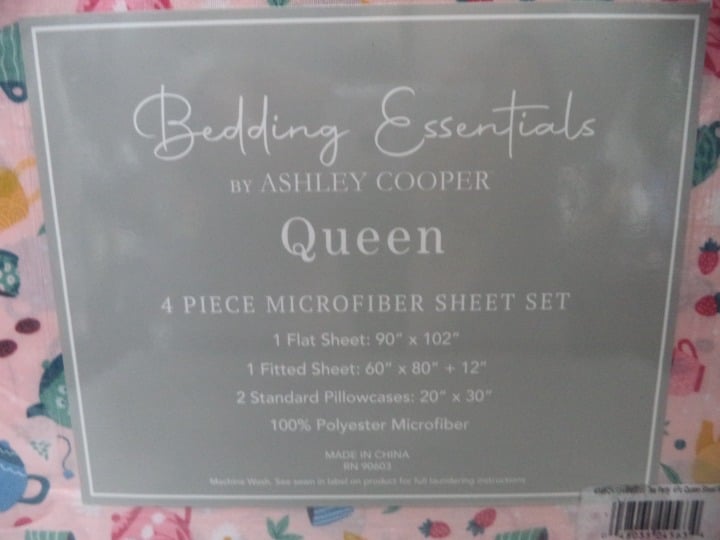 Bedding Essentials
BY ASHLEY COOPER
Queen
4 PIECE MICROFIBER SHEET SET
1 Flat Sheet: 90” x 102”
1 Fitted Sheet: 60” x 80” + 12”
2 Standard Pillowcases: 20” x 30”
100% Polyester Microfiber
MADE IN CHINA
RN 90603
Machine Wash. See sewn in label on product for full laundering instructions